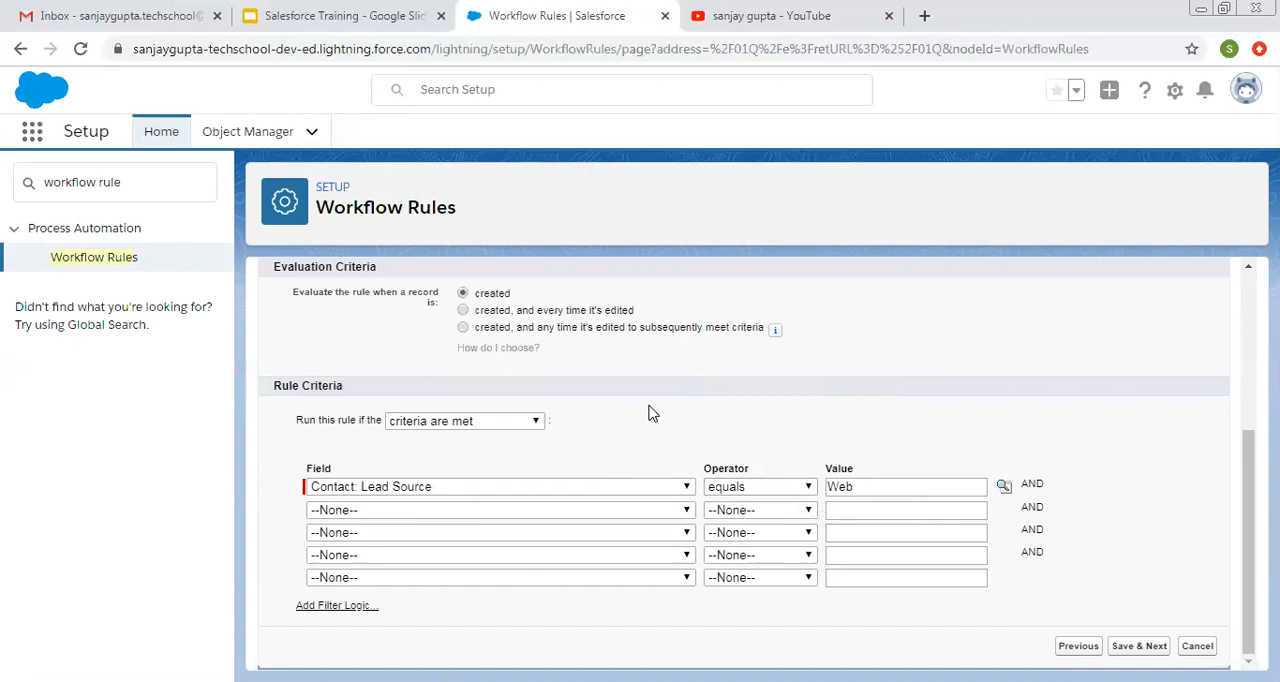 Inbox - sanjaygupta.techschool@
Salesforce Training - Google Slid
Workflow Rules | Salesforce
sanjay gupta - YouTube
sanjaygupta-techschool-dev-ed.lightning.force.com/lightning/setup/WorkflowRules/page?address=%2F01Q%2Fe%3FretURL%3D%252F01Q&nodeId=WorkflowRules
S
Search Setup
Setup
Home
Object Manager
workflow rule
Process Automation
Workflow Rules
Didn't find what you're looking for?
Try using Global Search.
SETUP
Workflow Rules
Evaluation Criteria
Evaluate the rule when a record
is:
created
created, and every time it's edited
created, and any time it's edited to subsequently meet criteria
i
How do I choose?
Rule Criteria
Run this rule if the criteria are met :
Field Operator Value
Contact: Lead Source equals Web AND
--None-- --None-- AND
--None-- --None-- AND
--None-- --None-- AND
--None-- --None--
Add Filter Logic...
Previous Save & Next Cancel